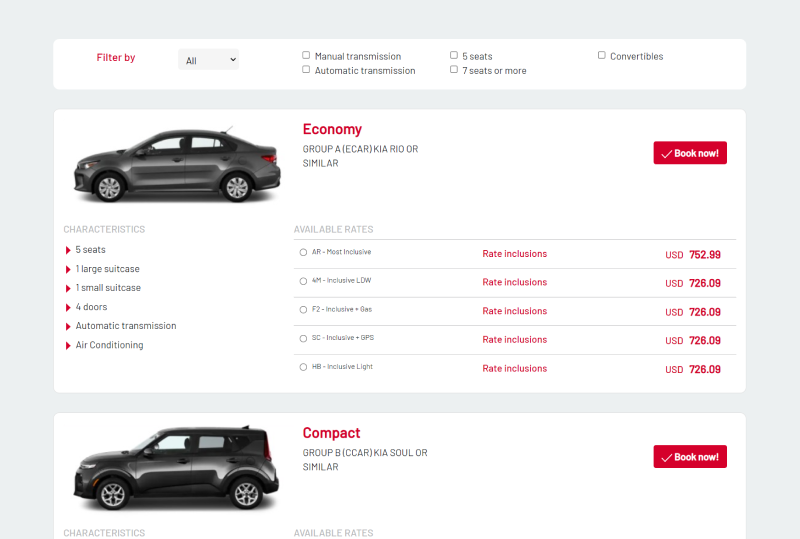 Filter by
All
Manual transmission
Automatic transmission
5 seats
7 seats or more
Convertibles
Economy
GROUP A (ECAR) KIA RIO OR
SIMILAR
Book now!
CHARACTERISTICS
5 seats
1 large suitcase
1 small suitcase
4 doors
Automatic transmission
Air Conditioning
AVAILABLE RATES
AR - Most Inclusive Rate inclusions USD 752.99
4M - Inclusive LDW Rate inclusions USD 726.09
F2 - Inclusive + Gas Rate inclusions USD 726.09
SC - Inclusive + GPS Rate inclusions USD 726.09
HB - Inclusive Light Rate inclusions USD 726.09
Compact
GROUP B (CCAR) KIA SOUL OR
SIMILAR
Book now!
CHARACTERISTICS
AVAILABLE RATES